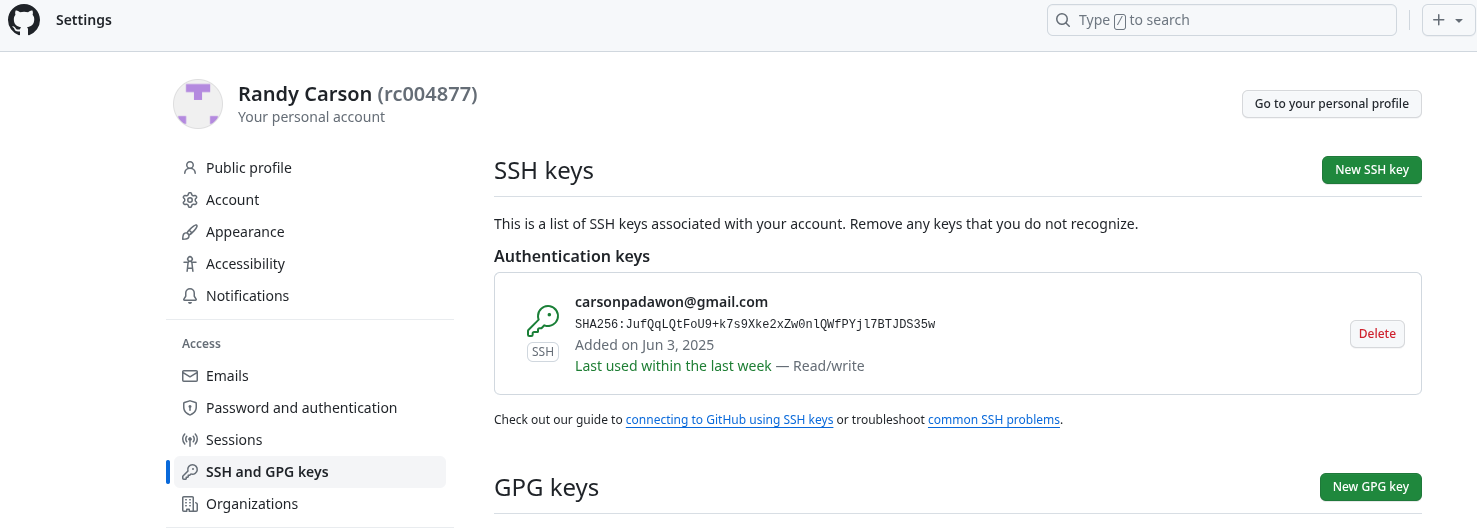 Settings
Type / to search
Randy Carson (rc004877)
Your personal account
Go to your personal profile
Public profile
Account
Appearance
Accessibility
Notifications
Access
Emails
Password and authentication
Sessions
SSH and GPG keys
Organizations
SSH keys
New SSH key
This is a list of SSH keys associated with your account. Remove any keys that you do not recognize.
Authentication keys
carsonpadawon@gmail.com
SHA256:JufQqLQtFoU9+k7s9Xke2xZw0nlQWfPYjl7BTJDS35w
SSH
Added on Jun 3, 2025
Last used within the last week — Read/write
Delete
Check out our guide to connecting to GitHub using SSH keys or troubleshoot common SSH problems.
GPG keys
New GPG key